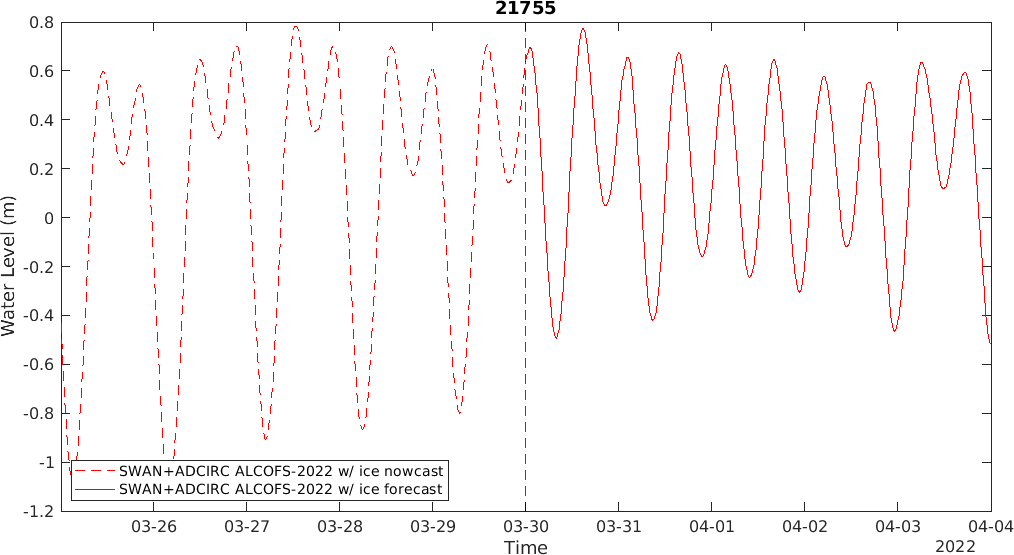 21755
Water Level (m)
0.8
0.6
0.4
0.2
0
-0.2
-0.4
-0.6
-0.8
-1
-1.2
SWAN+ADCIRC ALCOFS-2022 w/ ice nowcast
SWAN+ADCIRC ALCOFS-2022 w/ ice forecast
03-26 03-27 03-28 03-29 03-30 03-31 04-01 04-02 04-03 04-04
Time
2022